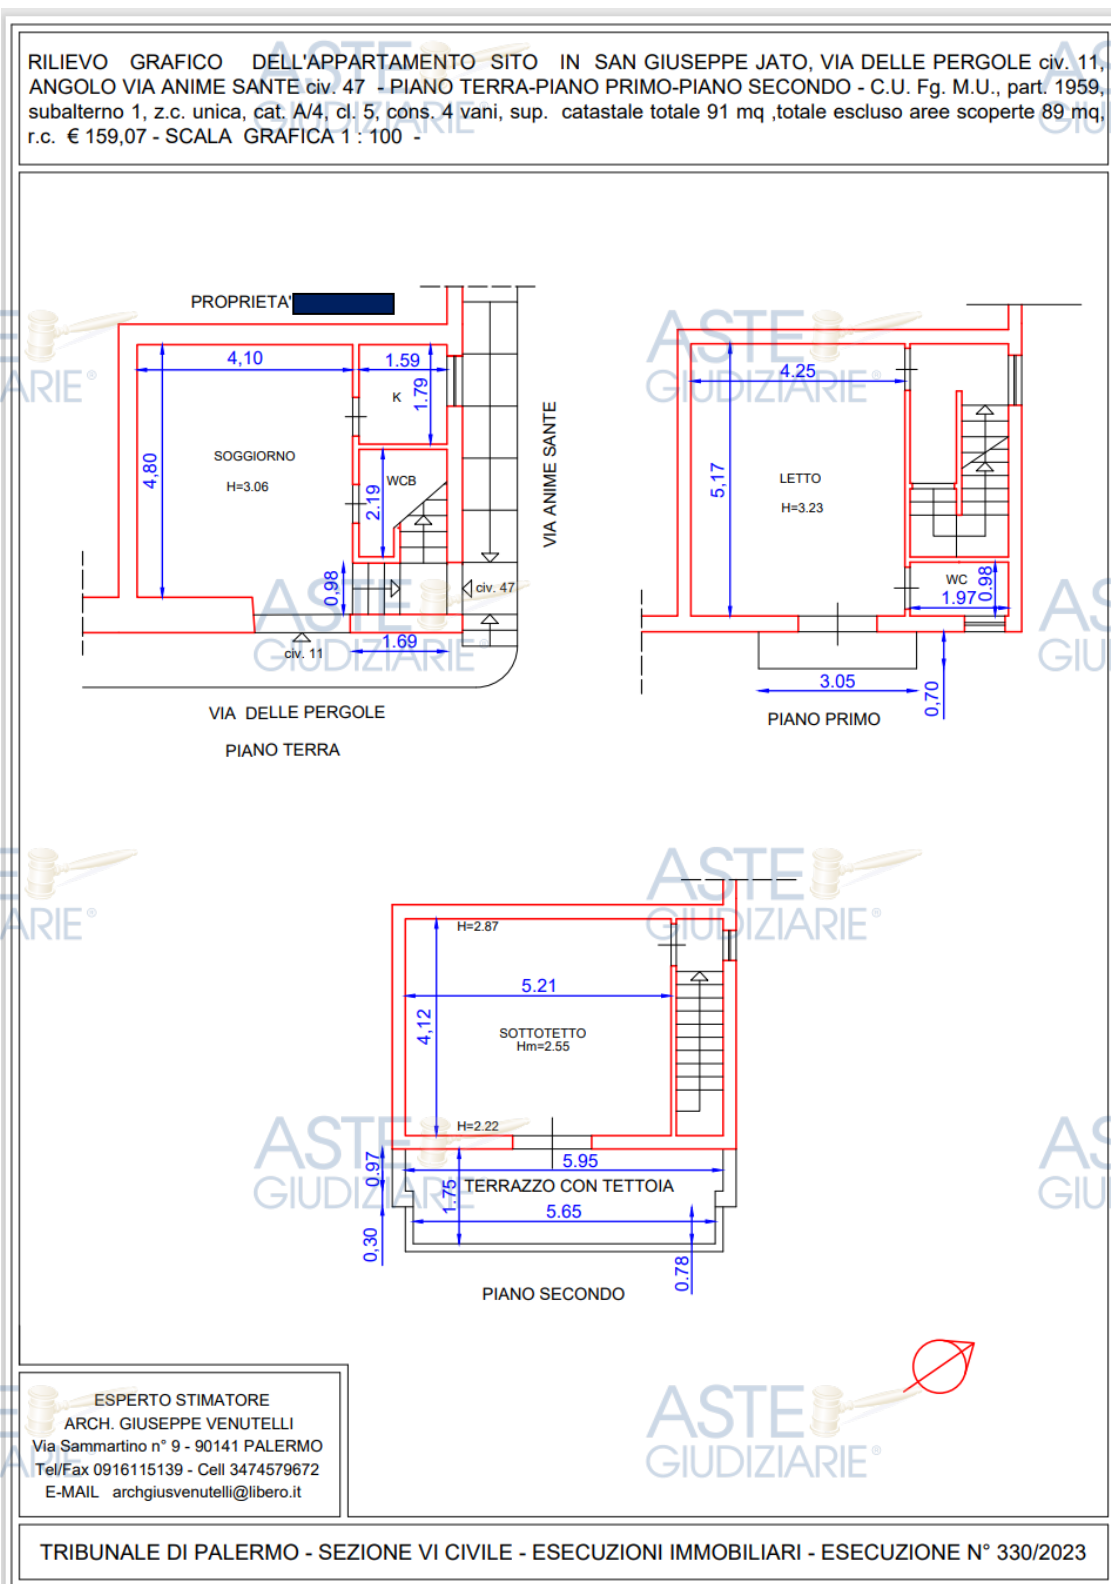 RILIEVO GRAFICO DELL'APPARTAMENTO SITO IN SAN GIUSEPPE JATO, VIA DELLE PERGOLE civ. 11,
ANGOLO VIA ANIME SANTE civ. 47 - PIANO TERRA-PIANO PRIMO-PIANO SECONDO - C.U. Fg. M.U., part. 1959,
subalterno 1, z.c. unica, cat. A/4, cl. 5, cons. 4 vani, sup. catastale totale 91 mq ,totale escluso aree scoperte 89 mq,
r.c. € 159,07 - SCALA GRAFICA 1 : 100 -
PROPRIETA'
4,10
1.59
1.79
K
4,80
SOGGIORNO
H=3.06
WCB
2.19
0,98
civ. 47
civ. 11
1.69
VIA ANIME SANTE
VIA DELLE PERGOLE
PIANO TERRA
4.25
5,17
LETTO
H=3.23
WC
1.97
0.98
3.05
0,70
PIANO PRIMO
H=2.87
5.21
4,12
SOTTOTETTO
Hm=2.55
H=2.22
0.97
5.95
1.75
TERRAZZO CON TETTOIA
5.65
0,30
0.78
PIANO SECONDO
ESPERTO STIMATORE
ARCH. GIUSEPPE VENUTELLI
Via Sammartino n° 9 - 90141 PALERMO
Tel/Fax 0916115139 - Cell 3474579672
E-MAIL archgiusvenutelli@libero.it
TRIBUNALE DI PALERMO - SEZIONE VI CIVILE - ESECUZIONI IMMOBILIARI - ESECUZIONE N° 330/2023
ASTE
GIUDIZIARIE®